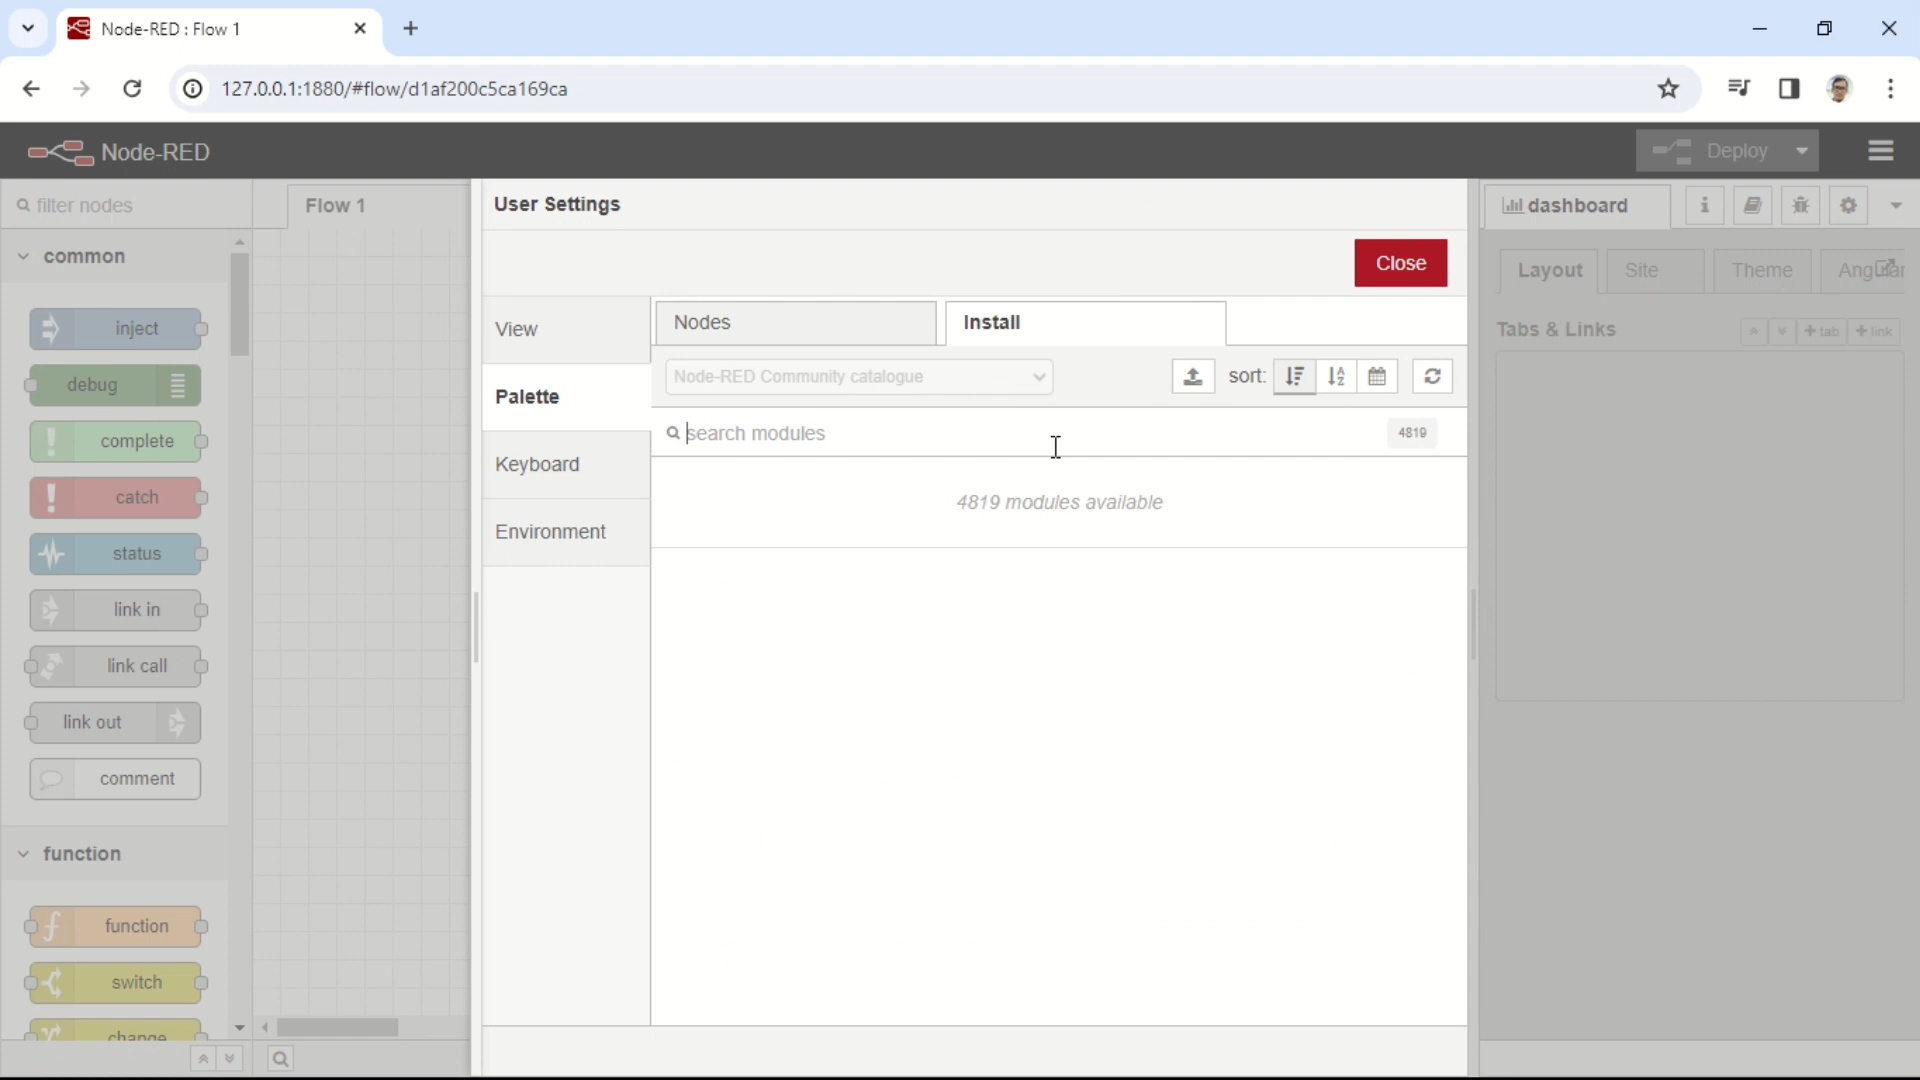 Node-RED : Flow 1
127.0.0.1:1880/#flow/d1af200c5ca169ca
Node-RED
Deploy
filter nodes
Flow 1
User Settings
dashboard
common
Close
Layout
Site
Theme
inject
View
Nodes
Install
Tabs & Links
tab
link
Node-RED Community catalogue
sort:
debug
Palette
search modules
4819
complete
Keyboard
catch
4819 modules available
Environment
status
link in
link call
link out
comment
function
function
switch
change